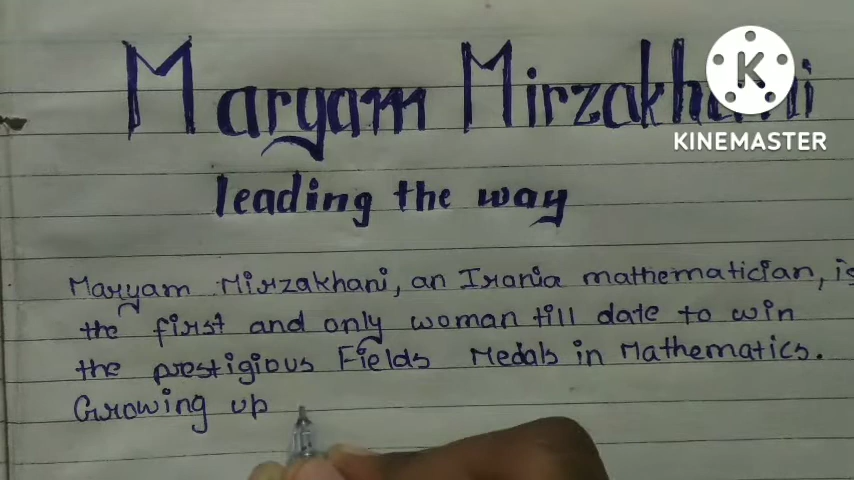 Maryam Mirzakhani
KINEMASTER
leading the way
Maryam Mirzakhani, an Irania mathematician, is
the first and only woman till date to win
the prestigious Fields Medals in Mathematics.
Growing up